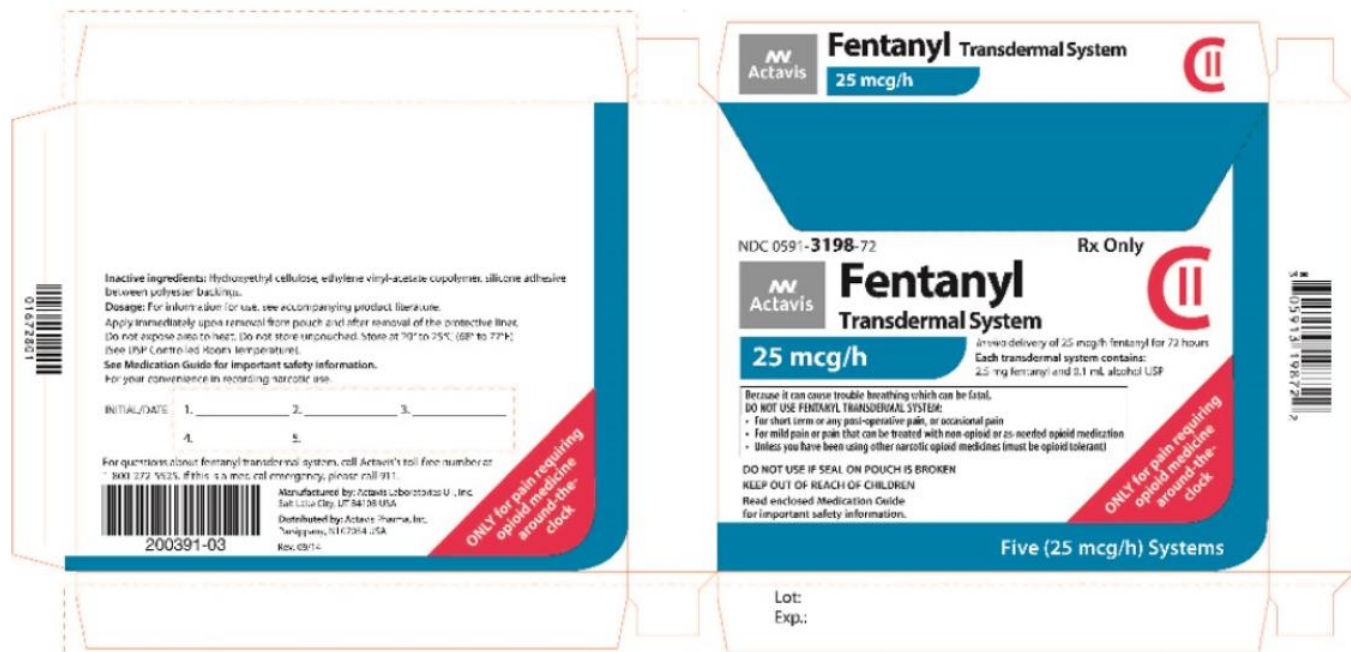 Actavis
Fentanyl Transdermal System
25 mcg/h
CII
NDC 0591-3198-72
Rx Only
Actavis
Fentanyl
Transdermal System
CII
25 mcg/h
In vivo delivery of 25 mcg/h fentanyl for 72 hours
Each transdermal system contains:
2.5 mg fentanyl and 0.1 mL alcohol USP
Because it can cause trouble breathing which can be fatal,
DO NOT USE FENTANYL TRANSDERMAL SYSTEM:
• For short term or any post-operative pain, or occasional pain
• For mild pain or pain that can be treated with non-opioid or as-needed opioid medication
• Unless you have been using other narcotic opioid medicines (must be opioid tolerant)
DO NOT USE IF SEAL ON POUCH IS BROKEN
KEEP OUT OF REACH OF CHILDREN
Read enclosed Medication Guide
for important safety information.
ONLY for pain requiring
opioid medicine
around-the-
clock
Five (25 mcg/h) Systems
Lot:
Exp.:
Inactive ingredients: Hydroxyethyl cellulose, ethylene vinyl-acetate copolymer, silicone adhesive
between polyester backings.
Dosage: For information for use, see accompanying product literature.
Apply immediately upon removal from pouch and after removal of the protective liner.
Do not expose area to heat. Do not store unpouched. Store at 20° to 25°C (68° to 77°F)
(See USP Controlled Room Temperature).
See Medication Guide for important safety information.
For your convenience in recording narcotic use.
INITIAL/DATE 1. 2. 3.
4. 5.
For questions about fentanyl transdermal system, call Actavis's toll free number at
If this is a medical emergency, please call 911.
Manufactured by: Actavis Laboratories UT, Inc.
Salt Lake City, UT 84108 USA
Distributed by: Actavis Pharma, Inc.
Parsippany, NJ 07054 USA
Rev. 09/14
200391-03
ONLY for pain requiring
opioid medicine
around-the-
clock
01672801